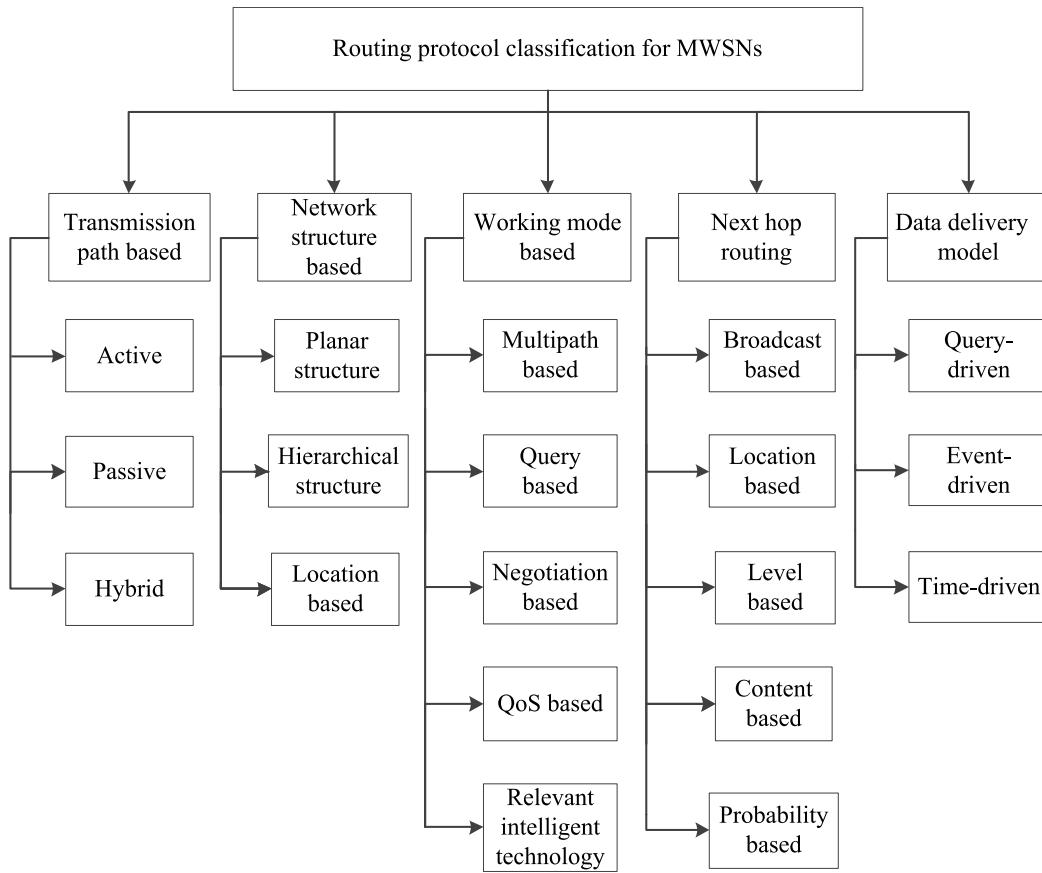 Routing protocol classification for MWSNs
Transmission
path based
Active
Passive
Hybrid
Network
structure
based
Planar
structure
Hierarchical
structure
Location
based
Working mode
based
Multipath
based
Query
based
Negotiation
based
QoS based
Relevant
intelligent
technology
Next hop
routing
Broadcast
based
Location
based
Level
based
Content
based
Probability
based
Data delivery
model
Query-
driven
Event-
driven
Time-driven